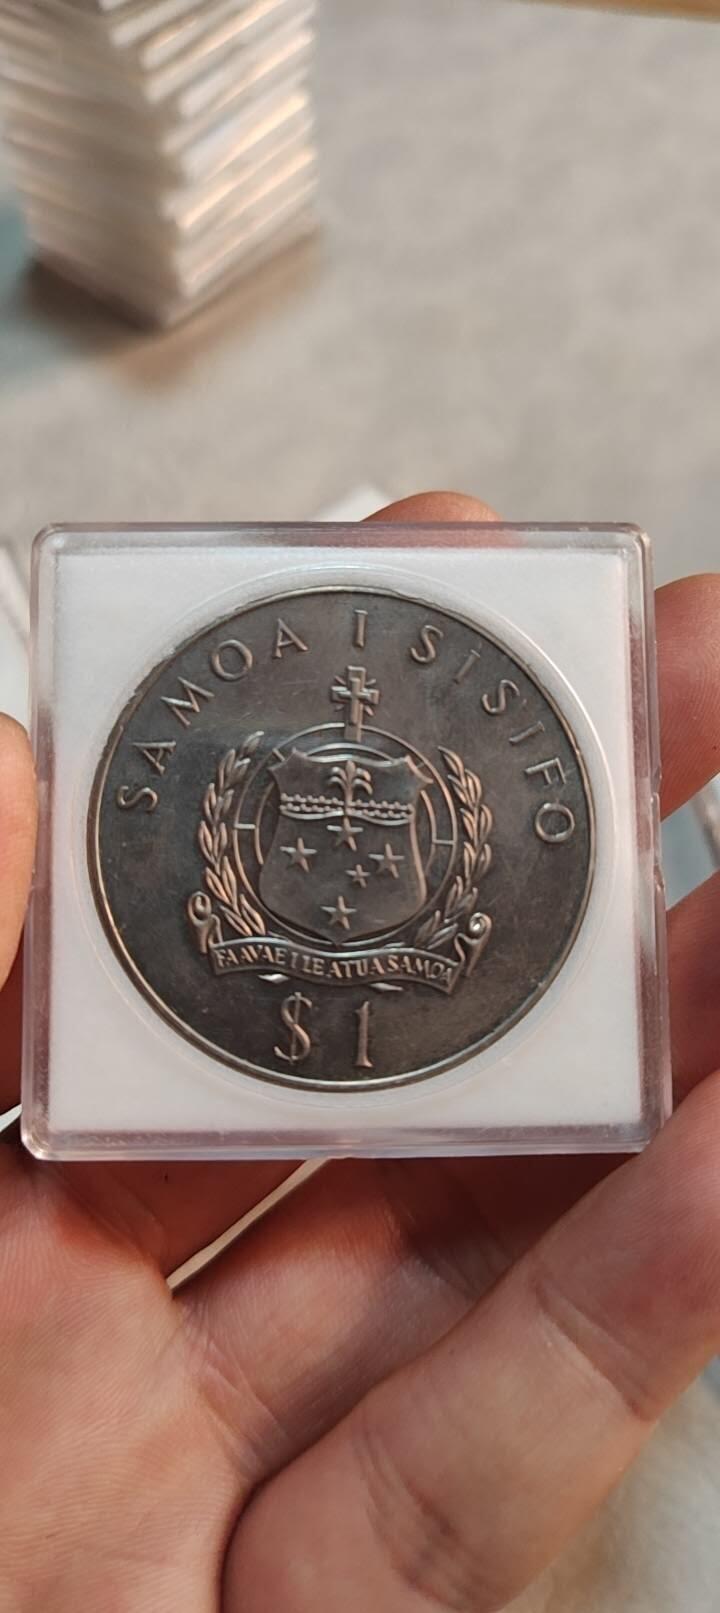 SAMOA I SISIFO
FAAVAE I LE ATUA SAMOA
$1